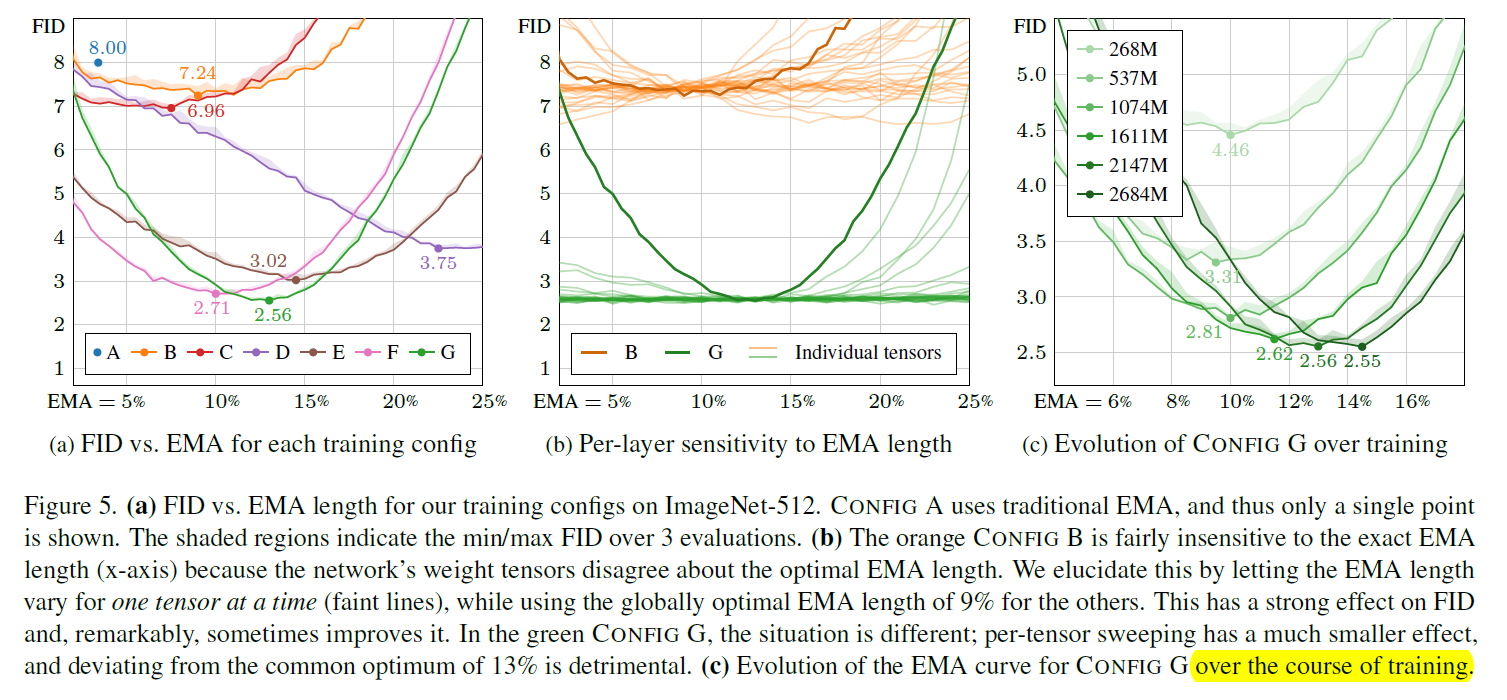 FID
8
7
6
5
4
3
2
1
8.00
7.24
6.96
3.75
3.02
2.71
2.56
A B C D E F G
EMA = 5% 10% 15% 20% 25%
(a) FID vs. EMA for each training config
FID
8
7
6
5
4
3
2
1
B G Individual tensors
EMA = 5% 10% 15% 20% 25%
(b) Per-layer sensitivity to EMA length
FID
5.0
4.5
4.0
3.5
3.0
2.5
268M
537M
1074M
1611M
2147M
2684M
4.46
3.31
2.81
2.62 2.56 2.55
EMA = 6% 8% 10% 12% 14% 16%
(c) Evolution of CONFIG G over training
Figure 5. (a) FID vs. EMA length for our training configs on ImageNet-512. CONFIG A uses traditional EMA, and thus only a single point
is shown. The shaded regions indicate the min/max FID over 3 evaluations. (b) The orange CONFIG B is fairly insensitive to the exact EMA
length (x-axis) because the network's weight tensors disagree about the optimal EMA length. We elucidate this by letting the EMA length
vary for one tensor at a time (faint lines), while using the globally optimal EMA length of 9% for the others. This has a strong effect on FID
and, remarkably, sometimes improves it. In the green CONFIG G, the situation is different; per-tensor sweeping has a much smaller effect,
and deviating from the common optimum of 13% is detrimental. (c) Evolution of the EMA curve for CONFIG G over the course of training.